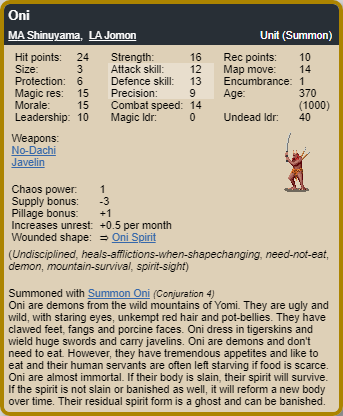 Oni
MA Shinuyama, LA Jomon Unit (Summon)
Hit points: 24 Strength: 16 Rec points: 10
Size: 3 Attack skill: 12 Map move: 14
Protection: 6 Defence skill: 13 Encumbrance: 1
Magic res: 15 Precision: 9 Age: 370
Morale: 15 Combat speed: 14 (1000)
Leadership: 10 Magic ldr: 0 Undead ldr: 40
Weapons:
No-Dachi
Javelin
Chaos power: 1
Supply bonus: -3
Pillage bonus: +1
Increases unrest: +0.5 per month
Wounded shape: ⇒ Oni Spirit
(Undisciplined, heals-afflictions-when-shapechanging, need-not-eat,
demon, mountain-survival, spirit-sight)
Summoned with Summon Oni (Conjuration 4)
Oni are demons from the wild mountains of Yomi. They are ugly and
wild, with staring eyes, unkempt red hair and pot-bellies. They have
clawed feet, fangs and porcine faces. Oni dress in tigerskins and
wield huge swords and carry javelins. Oni are demons and don't
need to eat. However, they have tremendous appetites and like to
eat and their human servants are often left starving if food is scarce.
Oni are almost immortal. If their body is slain, their spirit will survive.
If the spirit is not slain or banished as well, it will reform a new body
over time. Their residual spirit form is a ghost and can be banished.